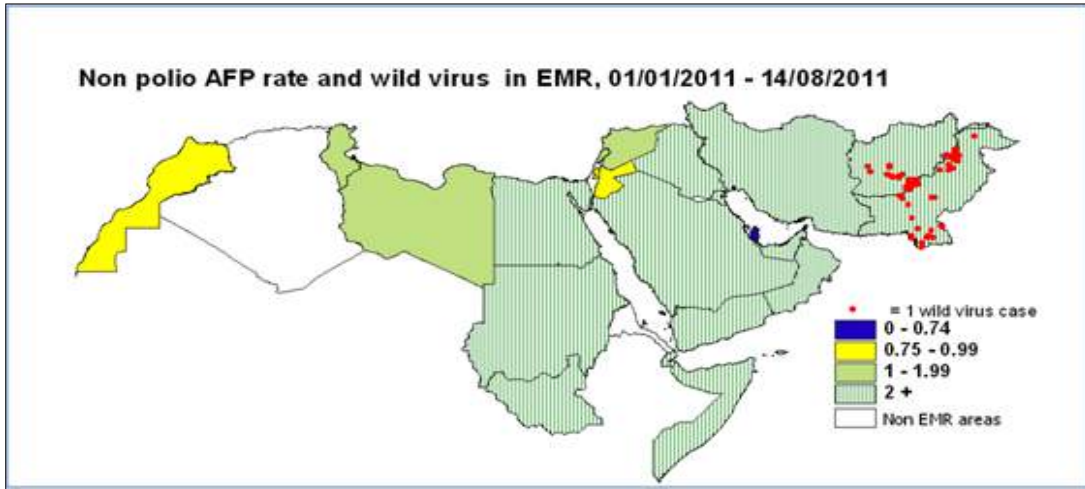 Non polio AFP rate and wild virus in EMR, 01/01/2011 - 14/08/2011
= 1 wild virus case
0 - 0.74
0.75 - 0.99
1 - 1.99
2 +
Non EMR areas